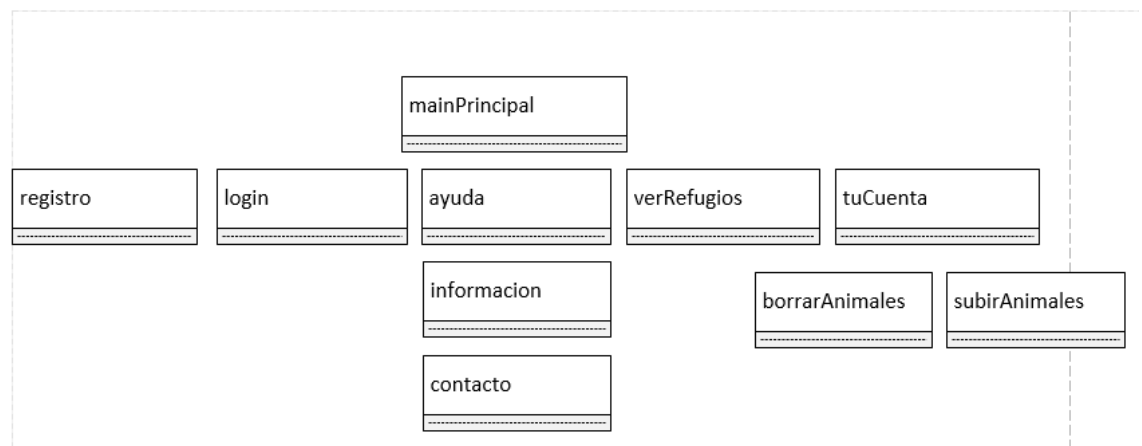 mainPrincipal
registro
login
ayuda
verRefugios
tuCuenta
informacion
borrarAnimales
subirAnimales
contacto